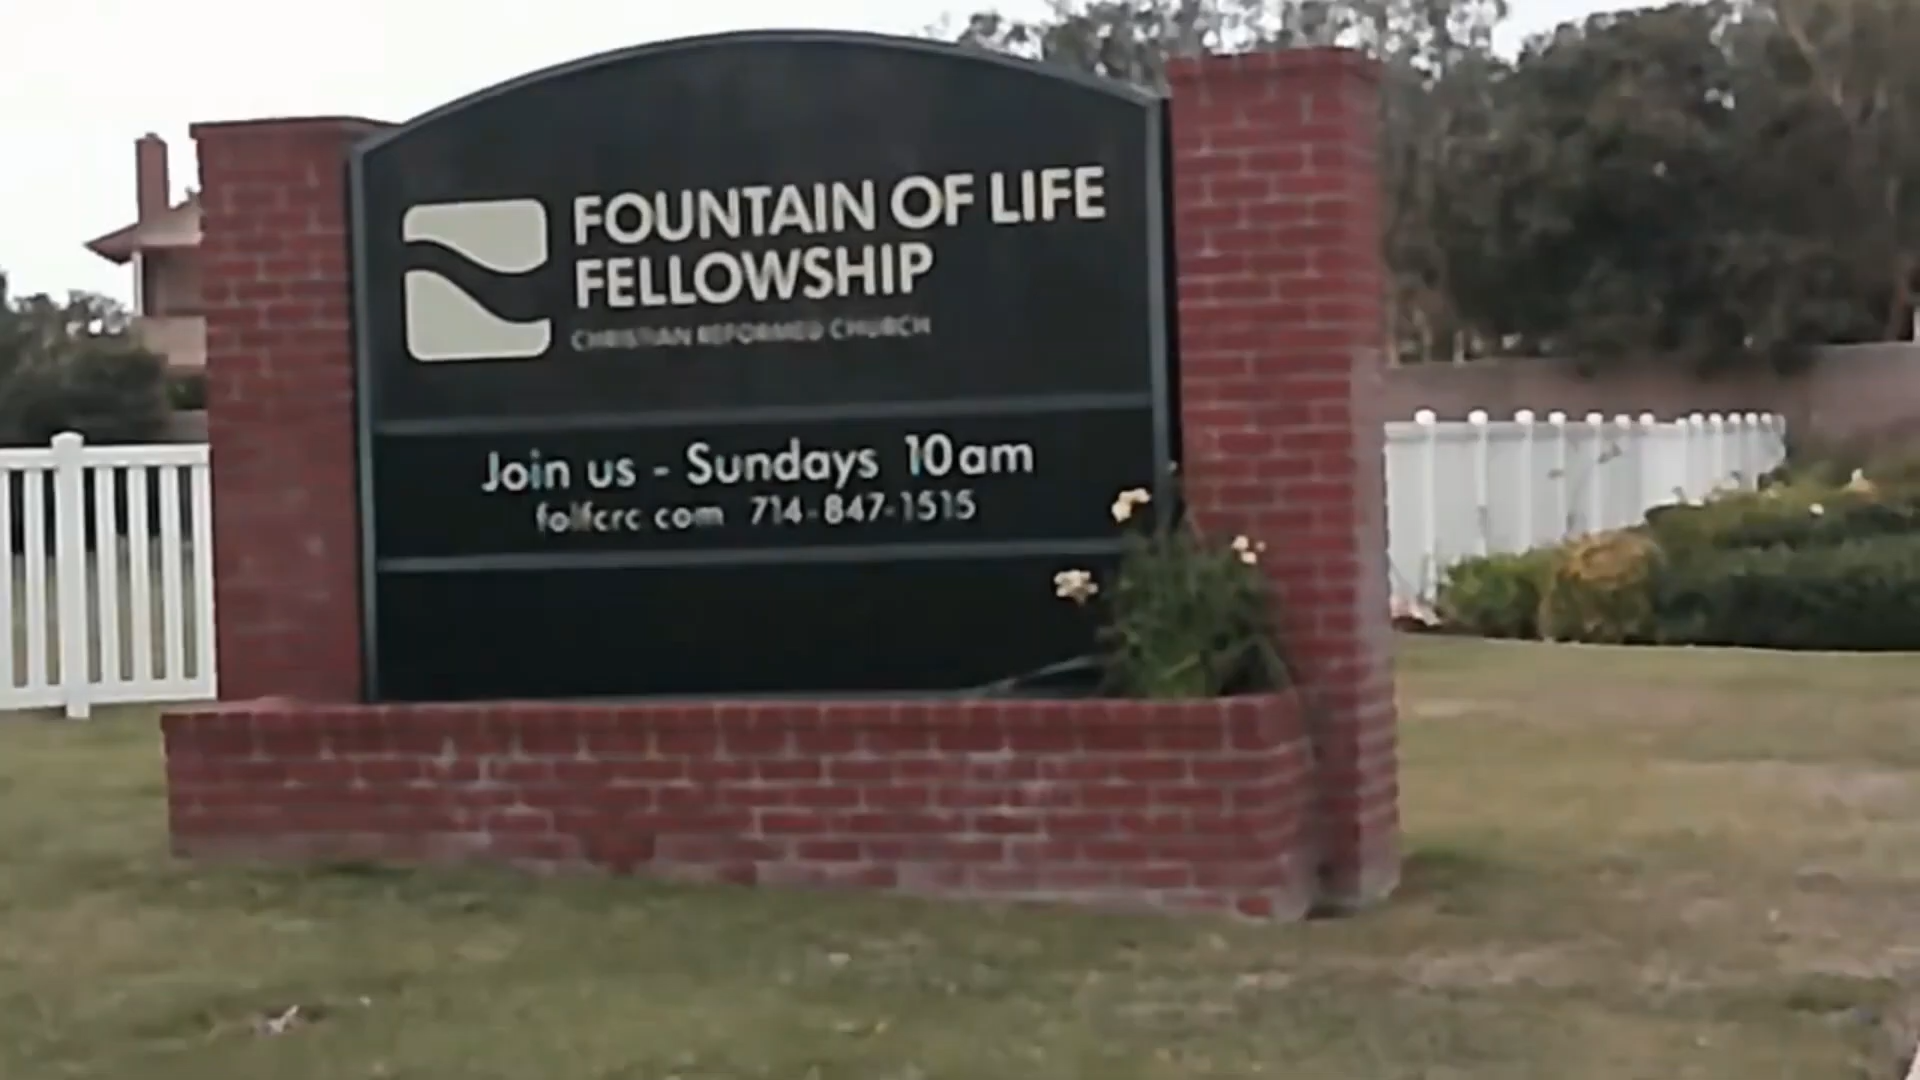 FOUNTAIN OF LIFE
FELLOWSHIP
CHRISTIAN REFORMED CHURCH
Join us - Sundays 10am
folfcrc com 714-847-1515